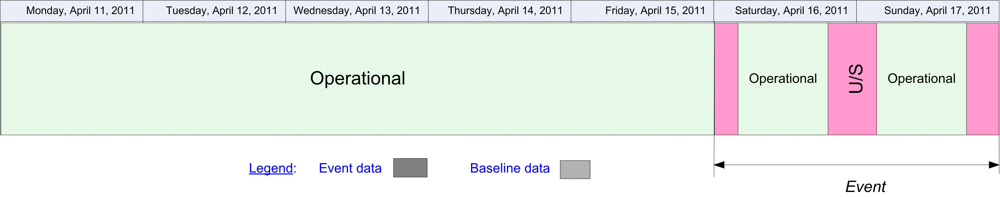 Monday, April 11, 2011
Tuesday, April 12, 2011
Wednesday, April 13, 2011
Thursday, April 14, 2011
Friday, April 15, 2011
Saturday, April 16, 2011
Sunday, April 17, 2011
Operational
Operational
U/S
Operational
Legend:
Event data
Baseline data
Event